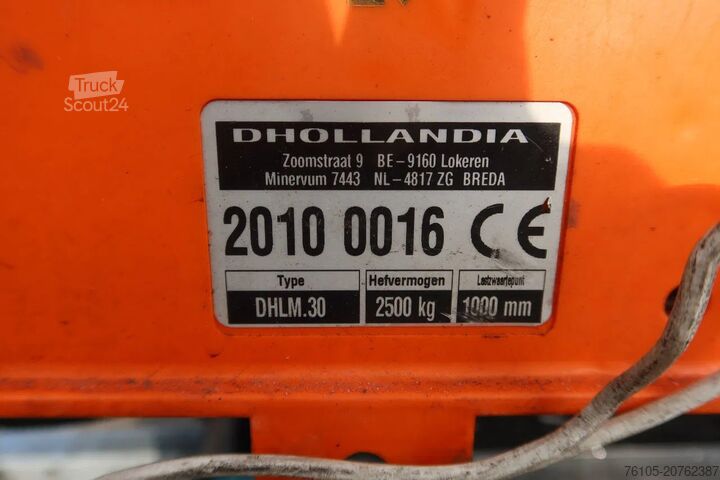 Truck
Scout24
DHOLLANDIA
Zoomstraat 9 BE-9160 Lokeren
Minervum 7443 NL-4817 ZG BREDA
2010 0016 CE
Type Hefvermogen Lastzwaartepunt
DHLM.30 2500 kg 1000 mm
76105-20762387